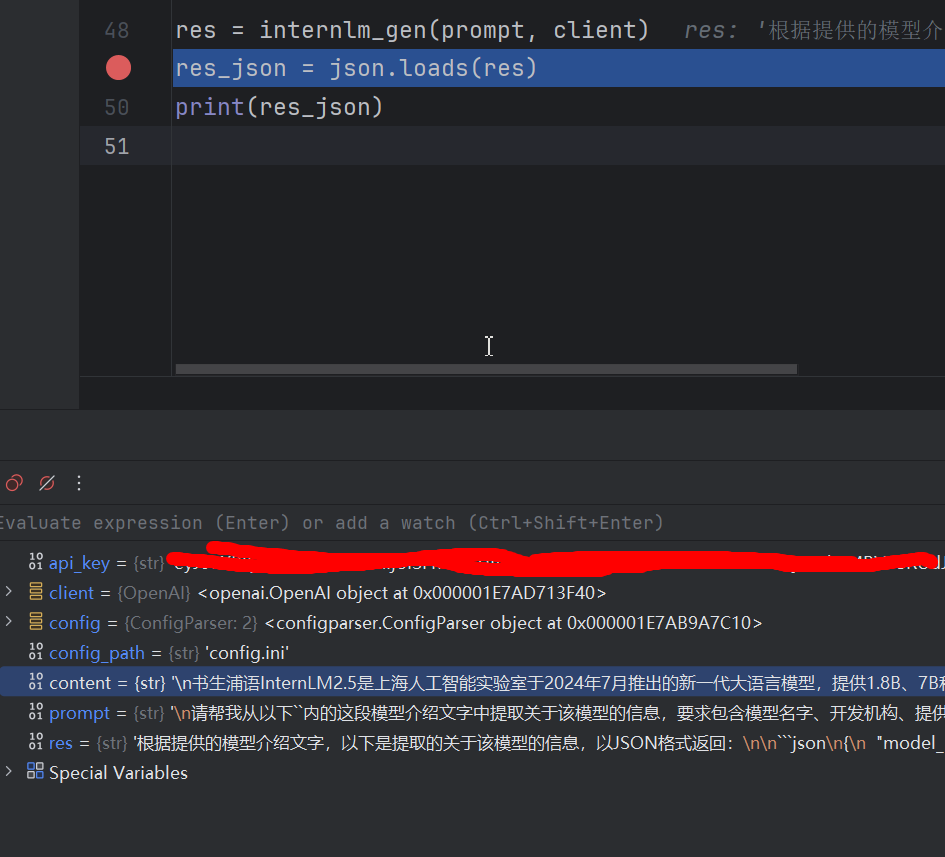 48 res = internlm_gen(prompt, client) res: '根据提供的模型介
res_json = json.loads(res)
50 print(res_json)
51
Evaluate expression (Enter) or add a watch (Ctrl+Shift+Enter)
api_key = {str}
client = {OpenAI} <openai.OpenAI object at 0x000001E7AD713F40>
config = {ConfigParser: 2} <configparser.ConfigParser object at 0x000001E7AB9A7C10>
config_path = {str} 'config.ini'
content = {str} '\n书生浦语InternLM2.5是上海人工智能实验室于2024年7月推出的新一代大语言模型，提供1.8B、7B和
prompt = {str} '\n请帮我从以下``内的这段模型介绍文字中提取关于该模型的信息，要求包含模型名字、开发机构、提供
res = {str} '根据提供的模型介绍文字，以下是提取的关于该模型的信息，以JSON格式返回：\n\n```json\n{\n  "model_
Special Variables